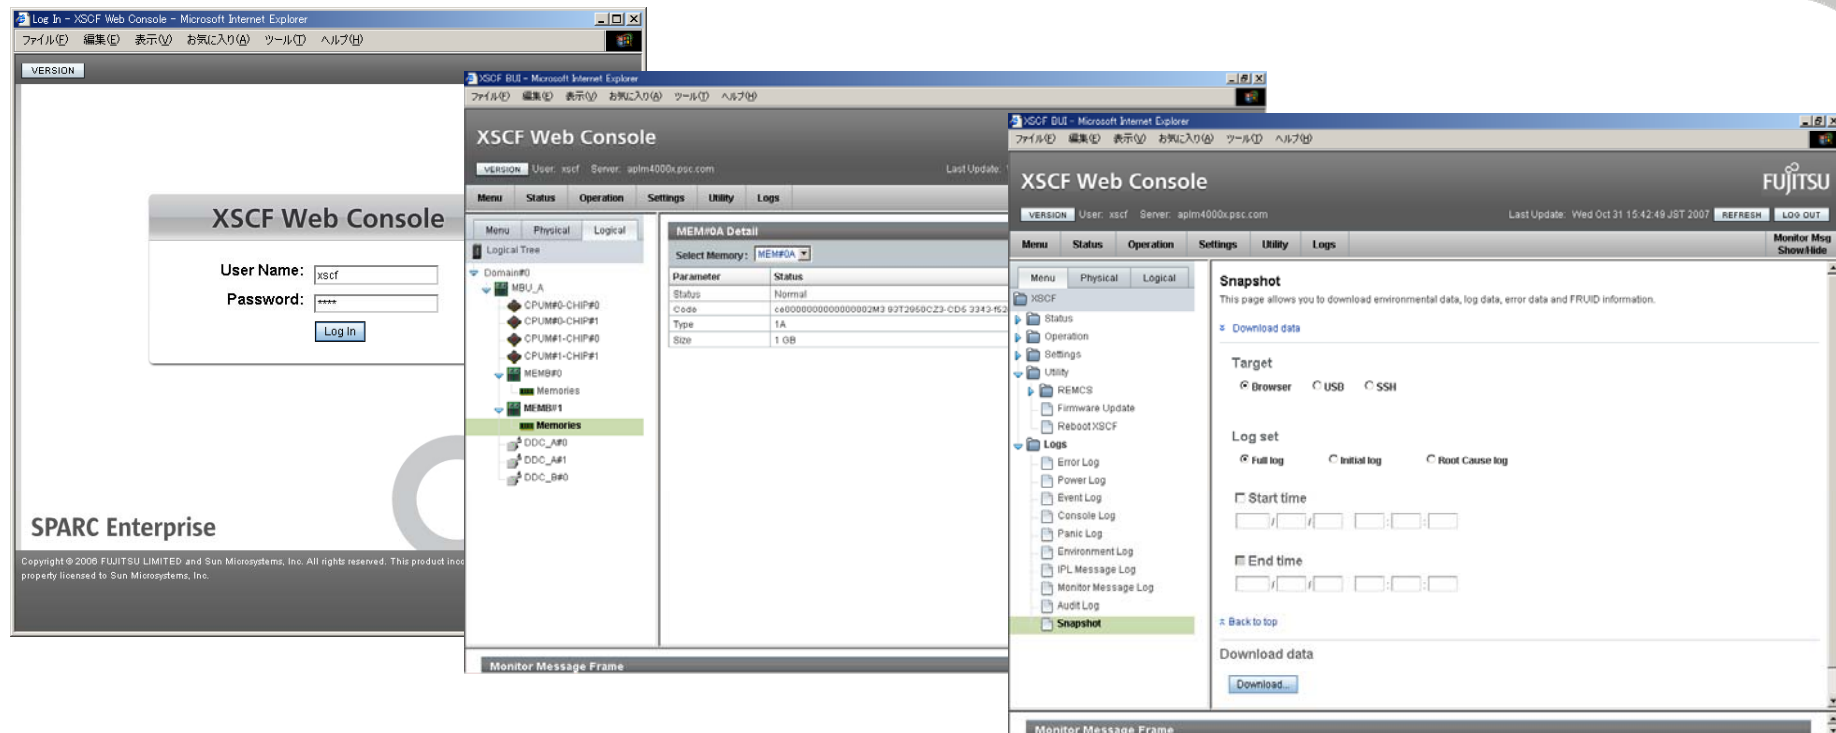 Log In - XSCF Web Console - Microsoft Internet Explorer
ファイル(F) 編集(E) 表示(V) お気に入り(A) ツール(T) ヘルプ(H)
VERSION
XSCF Web Console
User Name: xscf
Password: ****
Log In
SPARC Enterprise
Copyright © 2006 FUJITSU LIMITED and Sun Microsystems, Inc. All rights reserved. This product inco
property licensed to Sun Microsystems, Inc.
XSCF BUI - Microsoft Internet Explorer
ファイル(F) 編集(E) 表示(V) お気に入り(A) ツール(T) ヘルプ(H)
XSCF Web Console
VERSION User: xscf Server: aplm4000x.psc.com Last Update:
Menu Status Operation Settings Utility Logs
Menu Physical Logical
Logical Tree
Domain#0
MBU_A
CPUM#0-CHIP#0
CPUM#0-CHIP#1
CPUM#1-CHIP#0
CPUM#1-CHIP#1
MEMB#0
Memories
MEMB#1
Memories
DDC_A#0
DDC_A#1
DDC_B#0
MEM#0A Detail
Select Memory: MEM#0A
Parameter Status
Status Normal
Code
Type 1A
Size 1 GB
Monitor Message Frame
XSCF BUI - Microsoft Internet Explorer
ファイル(F) 編集(E) 表示(V) お気に入り(A) ツール(T) ヘルプ(H)
XSCF Web Console
FUJITSU
VERSION User: xscf Server: aplm4000x.psc.com Last Update: Wed Oct 31 15:42:49 JST 2007 REFRESH LOG OUT
Menu Status Operation Settings Utility Logs Monitor Msg
Show/Hide
Menu Physical Logical
XSCF
Status
Operation
Settings
Utility
REMCS
Firmware Update
Reboot XSCF
Logs
Error Log
Power Log
Event Log
Console Log
Panic Log
Environment Log
IPL Message Log
Monitor Message Log
Audit Log
Snapshot
Snapshot
This page allows you to download environmental data, log data, error data and FRUID information.
Download data
Target
Browser USB SSH
Log set
Full log Initial log Root Cause log
Start time
/ / : :
End time
/ / : :
Back to top
Download data
Download...
Monitor Message Frame